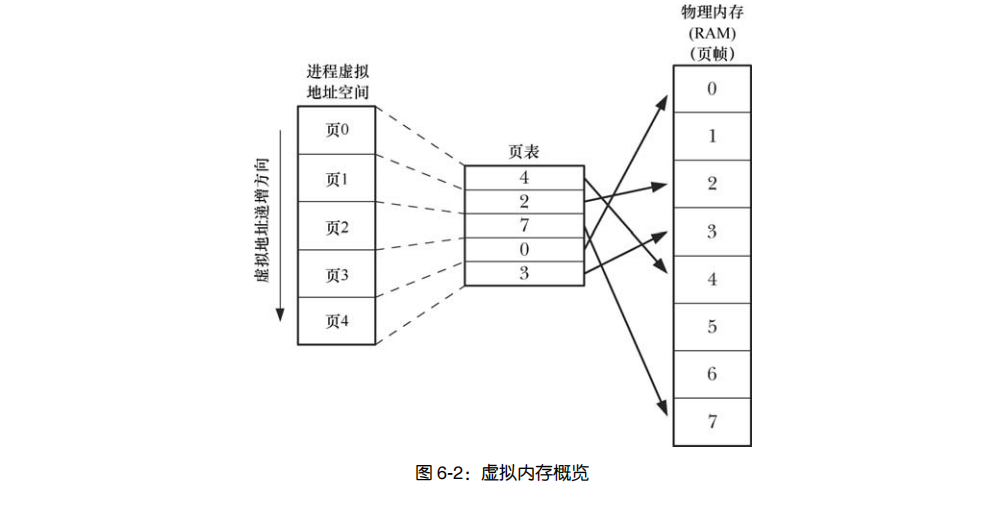 进程虚拟
地址空间
虚拟地址递增方向
页0
页1
页2
页3
页4
页表
4
2
7
0
3
物理内存
(RAM)
(页帧)
0
1
2
3
4
5
6
7
图 6-2：虚拟内存概览